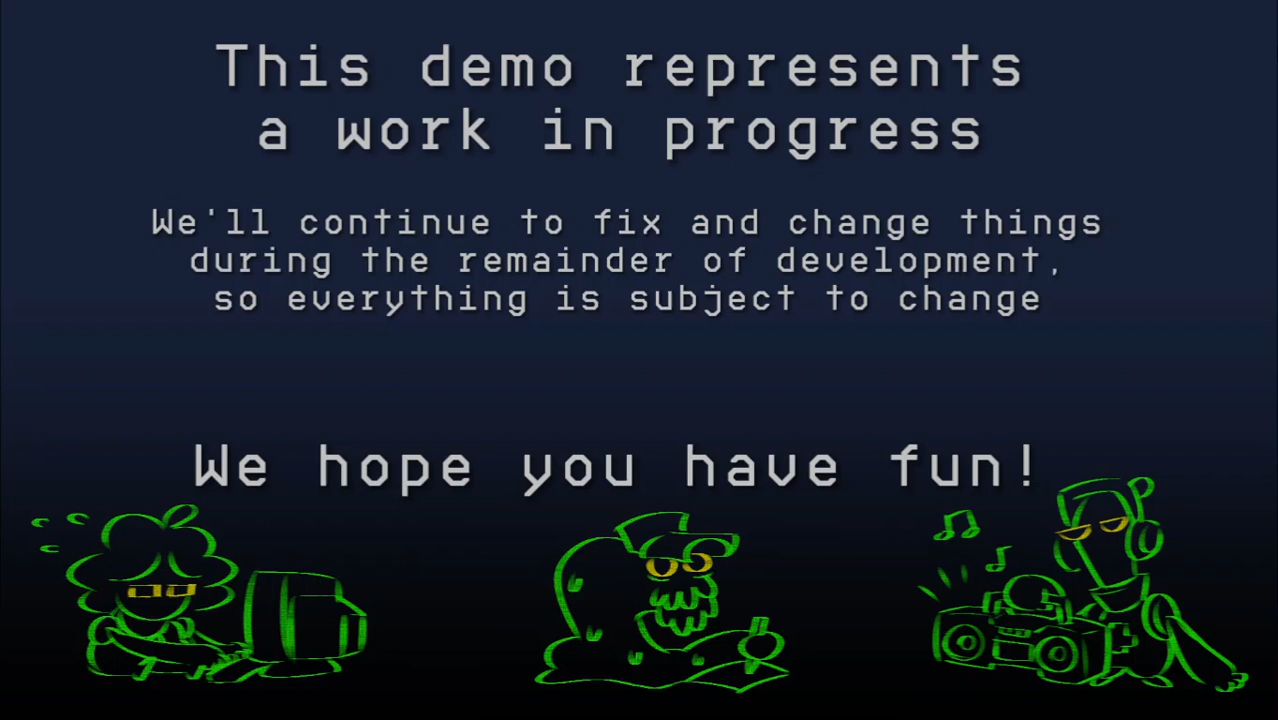 This demo represents
a work in progress
We'll continue to fix and change things
during the remainder of development,
so everything is subject to change
We hope you have fun!